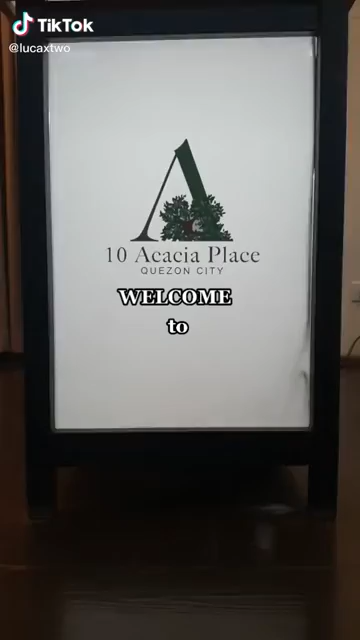 TikTok
@lucaxtwo
10 Acacia Place
QUEZON CITY
WELCOME
to